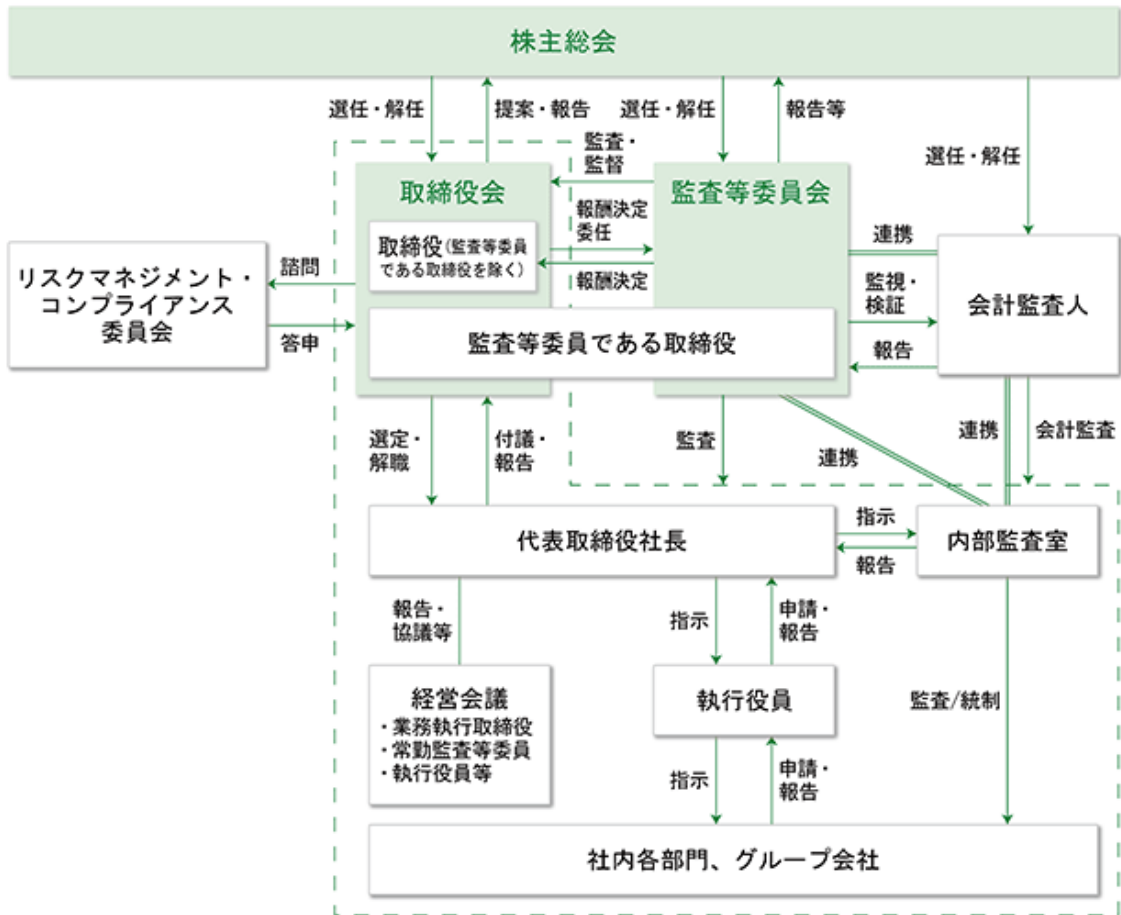 株主総会
選任・解任
提案・報告
選任・解任
報告等
選任・解任
監査・
監督
取締役会
監査等委員会
報酬決定
委任
取締役(監査等委員
である取締役を除く)
報酬決定
連携
リスクマネジメント・
コンプライアンス
委員会
諮問
答申
監視・
検証
会計監査人
監査等委員である取締役
報告
選定・
解職
付議・
報告
監査
連携
連携
会計監査
代表取締役社長
指示
報告
内部監査室
報告・
協議等
指示
申請・
報告
経営会議
・業務執行取締役
・常勤監査等委員
・執行役員等
執行役員
監査/統制
指示
申請・
報告
社内各部門、グループ会社